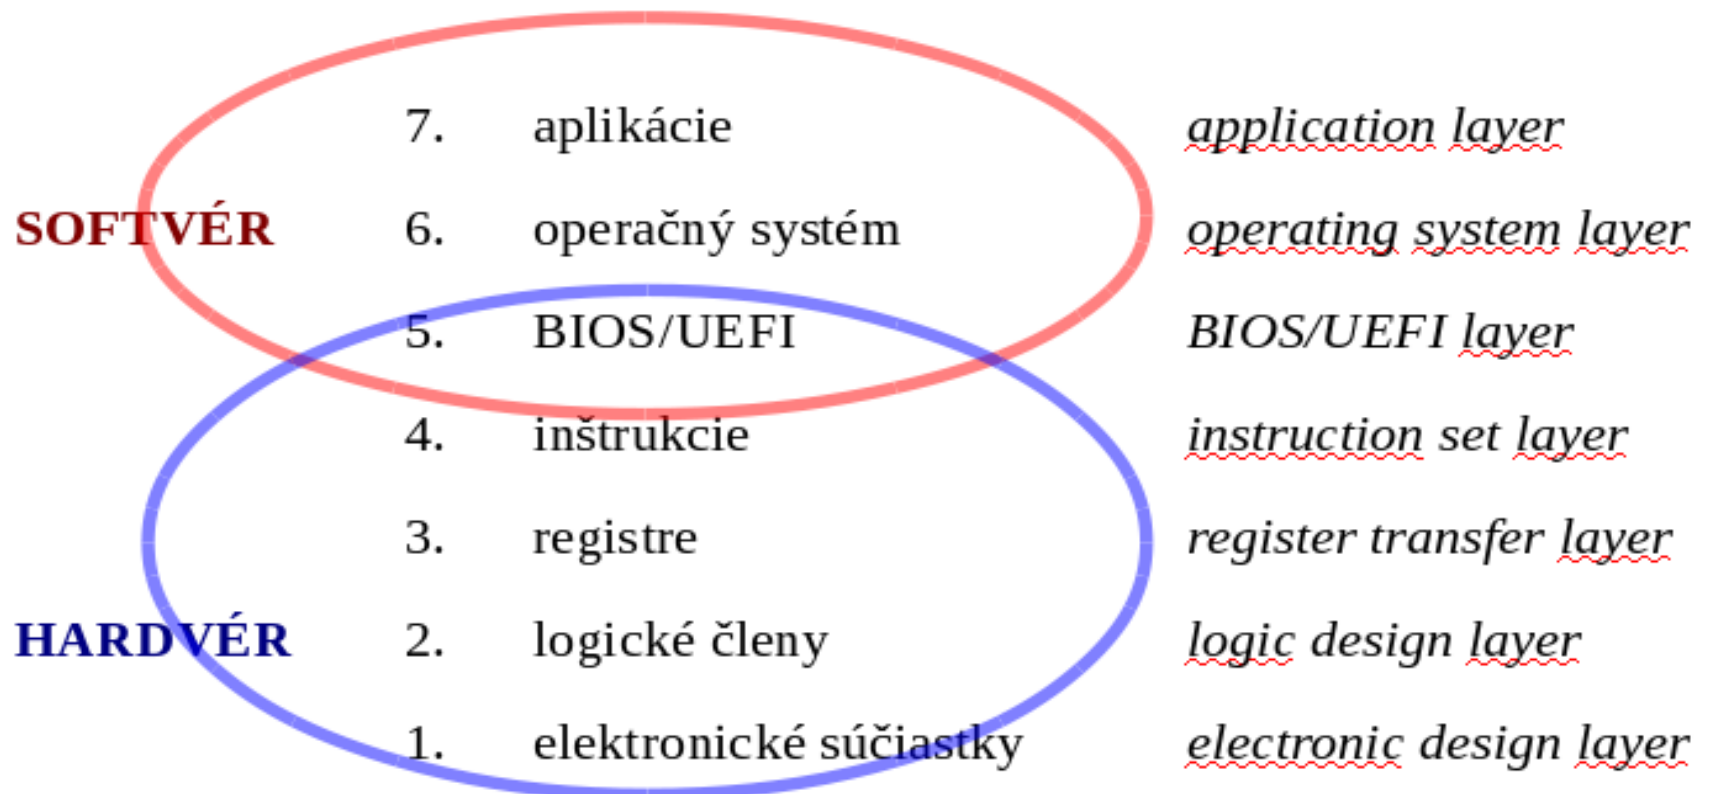 7. aplikácie application layer
SOFTVÉR 6. operačný systém operating system layer
5. BIOS/UEFI BIOS/UEFI layer
4. inštrukcie instruction set layer
3. registre register transfer layer
HARDVÉR 2. logické členy logic design layer
1. elektronické súčiastky electronic design layer